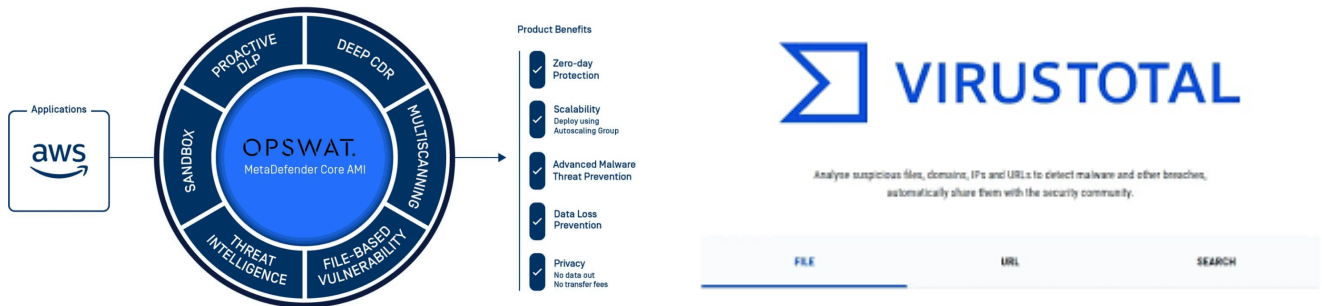 Applications
aws
PROACTIVE
DLP
DEEP CDR
MULTISCANNING
FILE-BASED
VULNERABILITY
THREAT
INTELLIGENCE
SANDBOX
OPSWAT.
MetaDefender Core AMI
Product Benefits
Zero-day
Protection
Scalability
Deploy using
Autoscaling Group
Advanced Malware
Threat Prevention
Data Loss
Prevention
Privacy
No data out
No transfer fees
VIRUSTOTAL
Analyse suspicious files, domains, IPs and URLs to detect malware and other breaches,
automatically share them with the security community.
FILE
URL
SEARCH